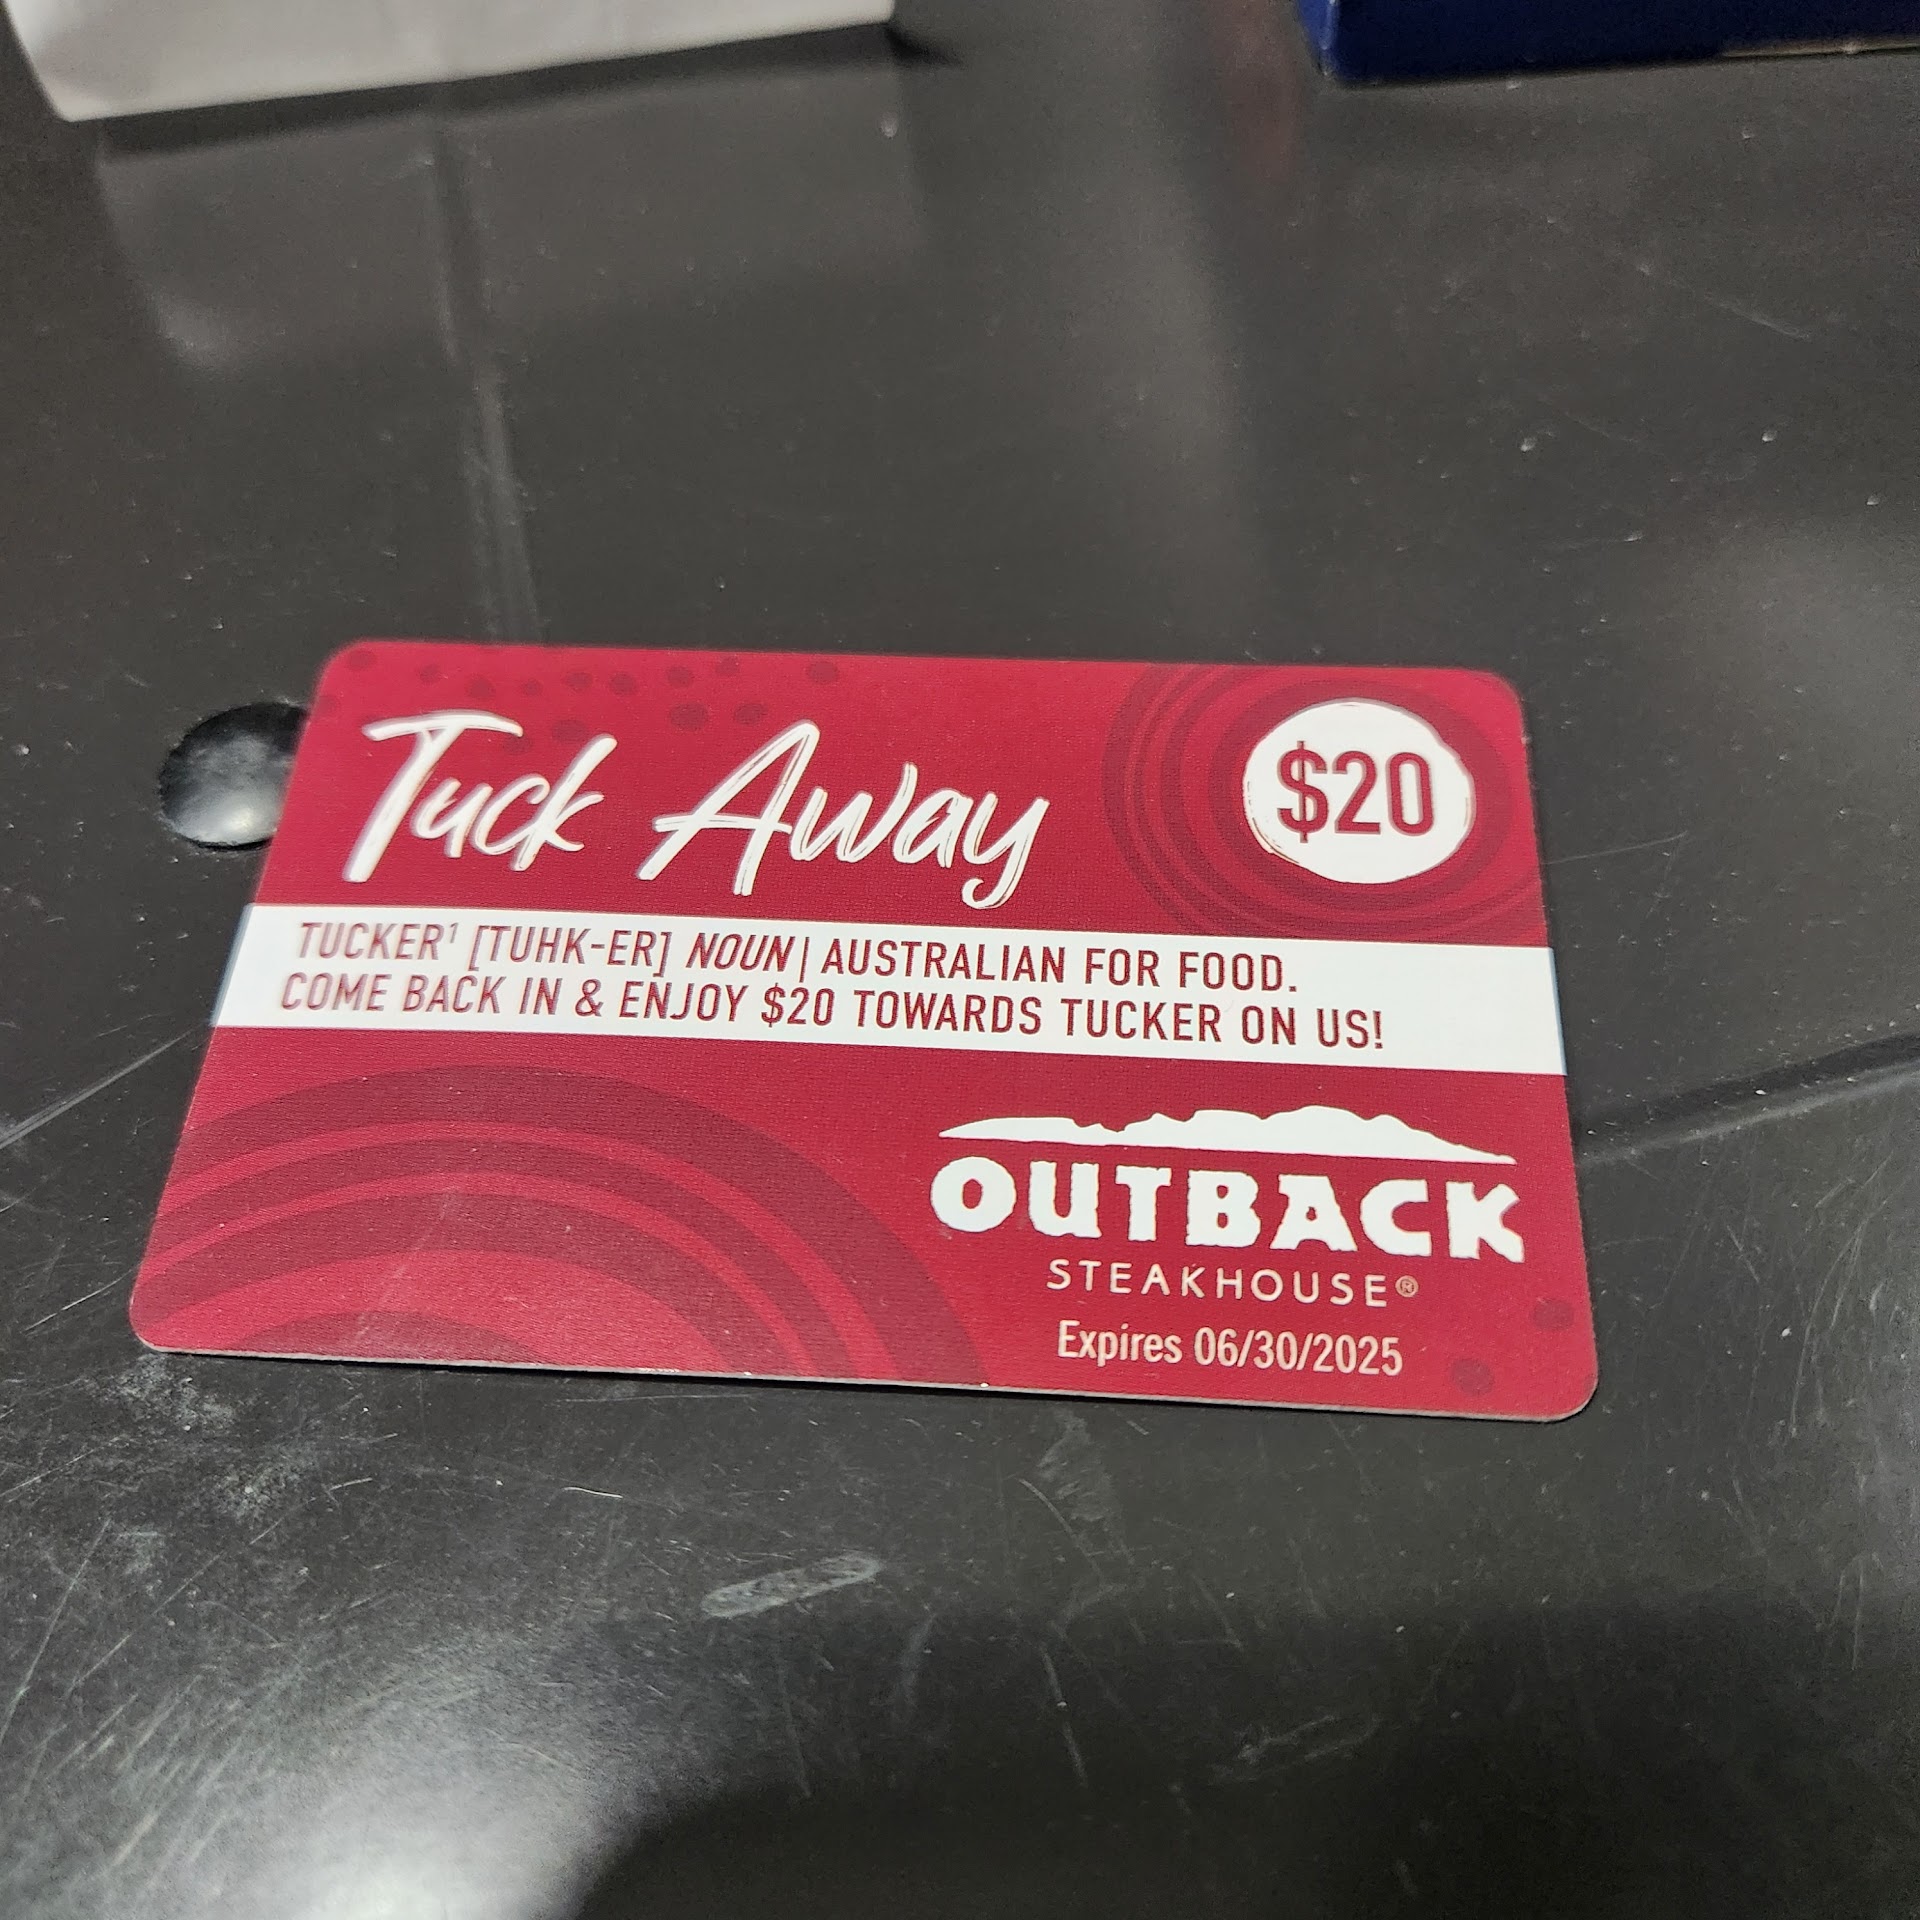 Tuck Away
$20
TUCKER¹ [TUHK-ER] NOUN| AUSTRALIAN FOR FOOD.
COME BACK IN & ENJOY $20 TOWARDS TUCKER ON US!
OUTBACK
STEAKHOUSE®
Expires 06/30/2025